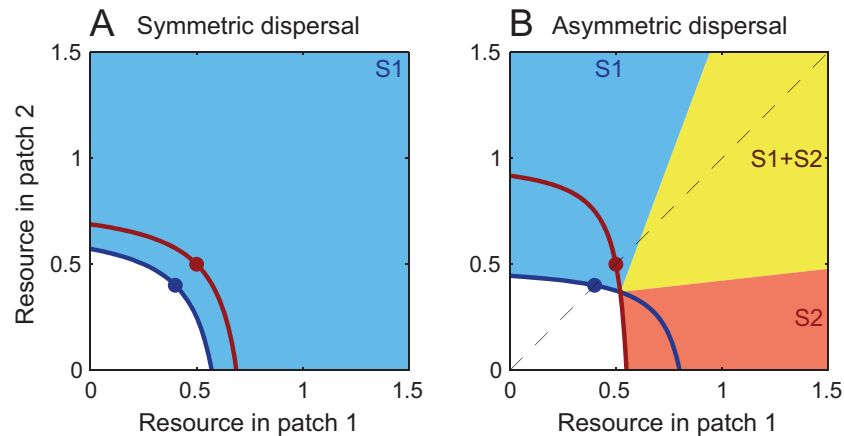 A Symmetric dispersal
1.5
1
0.5
0
0 0.5 1 1.5
S1
Resource in patch 2
Resource in patch 1
B Asymmetric dispersal
1.5
1
0.5
0
0 0.5 1 1.5
S1
S1+S2
S2
Resource in patch 1